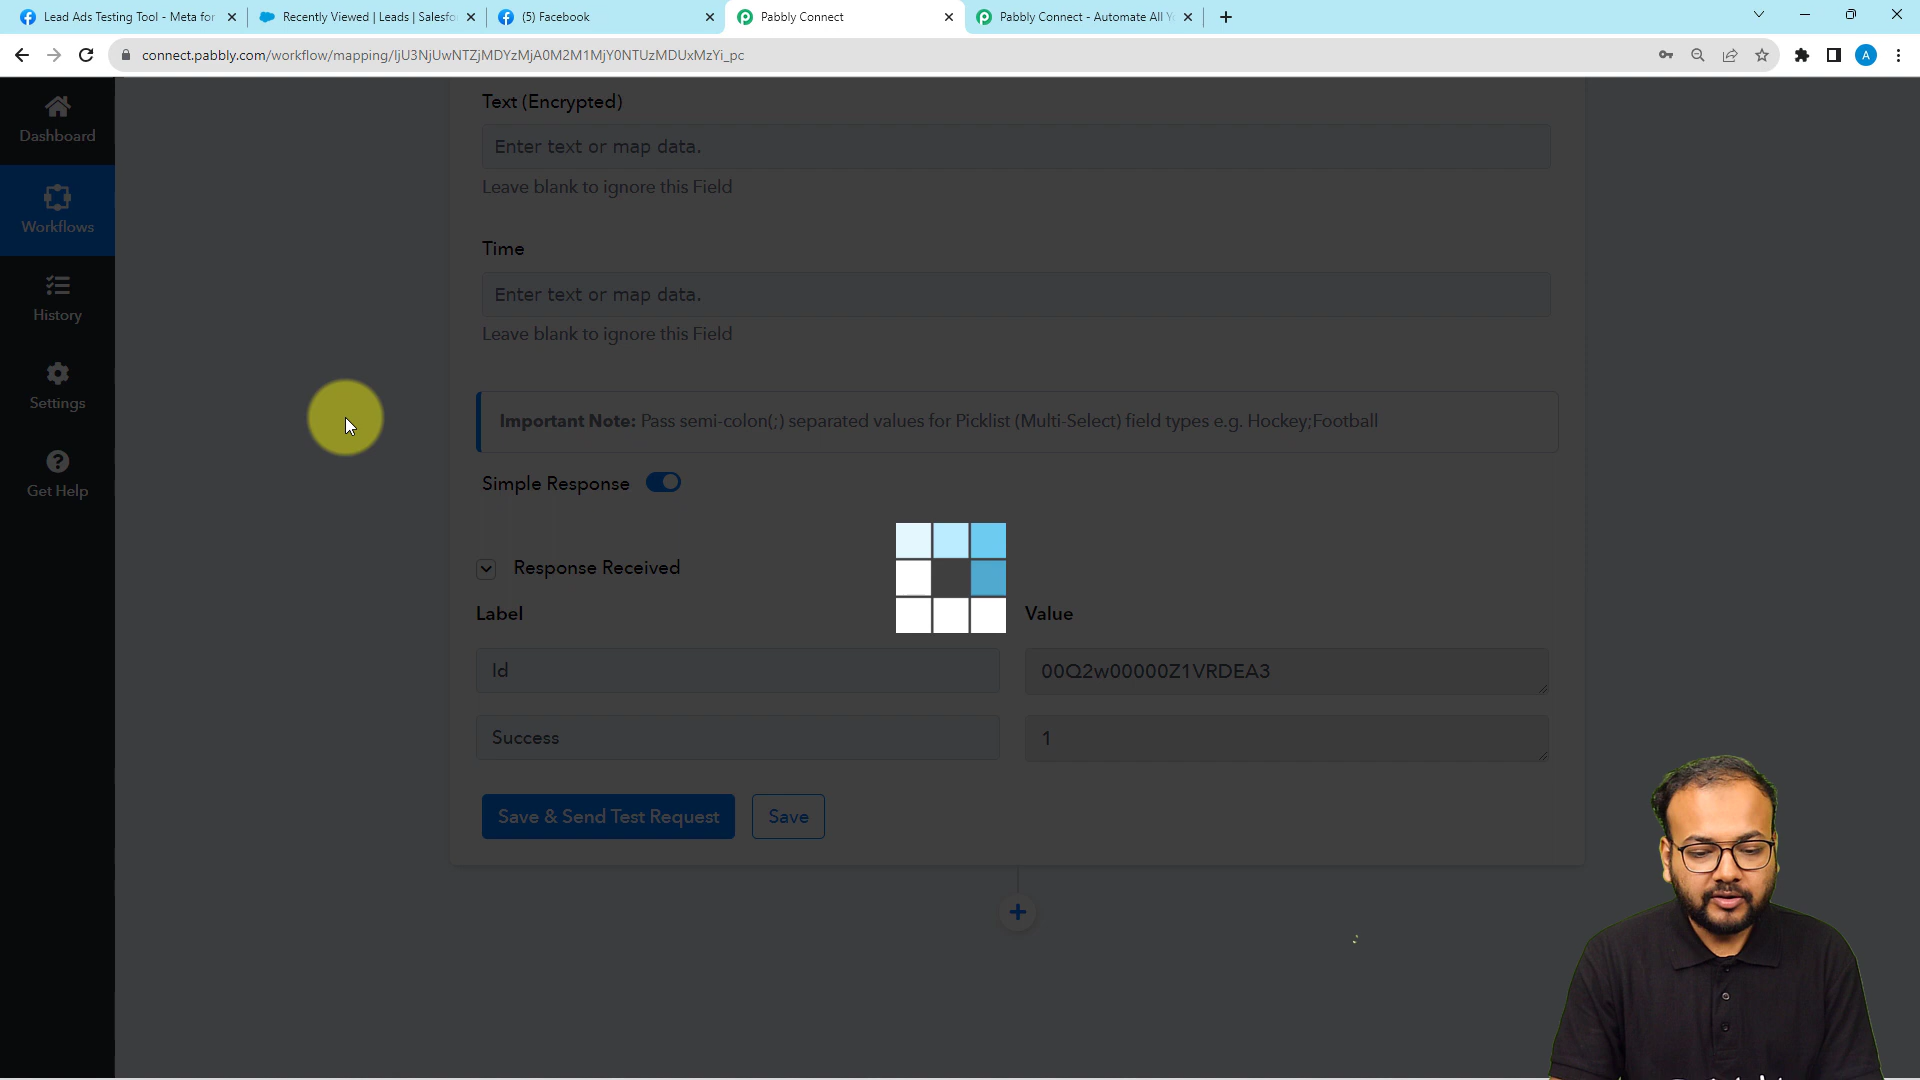 Lead Ads Testing Tool - Meta for
Recently Viewed | Leads | Salesfo
(5) Facebook
Pabbly Connect
Pabbly Connect - Automate All Y
connect.pabbly.com/workflow/mapping/IjU3NjUwNTZjMDYzMjA0M2M1MjY0NTUzMDUxMzYi_pc
A
Dashboard
Workflows
History
Settings
Get Help
Text (Encrypted)
Enter text or map data.
Leave blank to ignore this Field
Time
Enter text or map data.
Leave blank to ignore this Field
Important Note: Pass semi-colon(;) separated values for Picklist (Multi-Select) field types e.g. Hockey;Football
Simple Response
Response Received
Label
Value
Id
00Q2w00000Z1VRDEA3
Success
1
Save & Send Test Request
Save